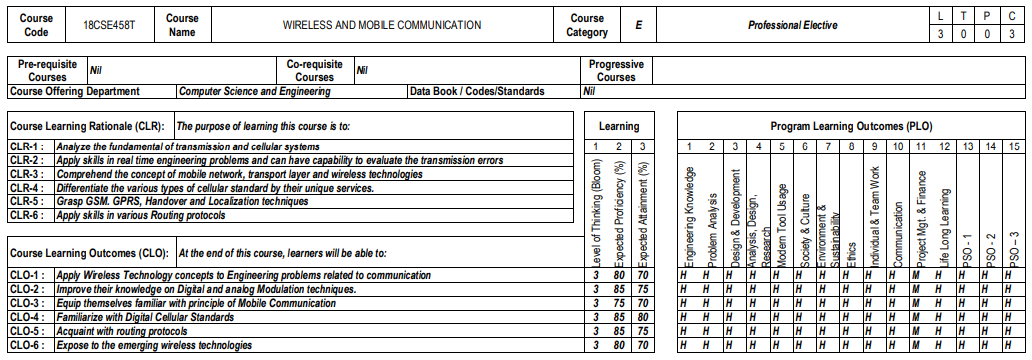 Course Code 18CSE458T Course Name WIRELESS AND MOBILE COMMUNICATION Course Category E Professional Elective L T P C
3 0 0 3
Pre-requisite Courses Nil Co-requisite Courses Nil Progressive Courses
Course Offering Department Computer Science and Engineering Data Book / Codes/Standards Nil
Course Learning Rationale (CLR): The purpose of learning this course is to: Learning Program Learning Outcomes (PLO)
CLR-1 : Analyze the fundamental of transmission and cellular systems 1 2 3 1 2 3 4 5 6 7 8 9 10 11 12 13 14 15
CLR-2 : Apply skills in real time engineering problems and can have capability to evaluate the transmission errors
CLR-3 : Comprehend the concept of mobile network, transport layer and wireless technologies
CLR-4 : Differentiate the various types of cellular standard by their unique services.
CLR-5 : Grasp GSM. GPRS, Handover and Localization techniques
CLR-6 : Apply skills in various Routing protocols
Level of Thinking (Bloom)
Expected Proficiency (%)
Expected Attainment (%)
Engineering Knowledge
Problem Analysis
Design & Development
Analysis, Design, Research
Modern Tool Usage
Society & Culture
Environment & Sustainability
Ethics
Individual & Team Work
Communication
Project Mgt. & Finance
Life Long Learning
PSO - 1
PSO - 2
PSO – 3
Course Learning Outcomes (CLO): At the end of this course, learners will be able to:
CLO-1 : Apply Wireless Technology concepts to Engineering problems related to communication 3 80 70 H H H H H H H H H H M H H H H
CLO-2 : Improve their knowledge on Digital and analog Modulation techniques. 3 85 75 H H H H H H H H H H M H H H H
CLO-3 : Equip themselves familiar with principle of Mobile Communication 3 75 70 H H H H H H H H H H M H H H H
CLO-4 : Familiarize with Digital Cellular Standards 3 85 80 H H H H H H H H H H M H H H H
CLO-5 : Acquaint with routing protocols 3 85 75 H H H H H H H H H H M H H H H
CLO-6 : Expose to the emerging wireless technologies 3 80 70 H H H H H H H H H H M H H H H